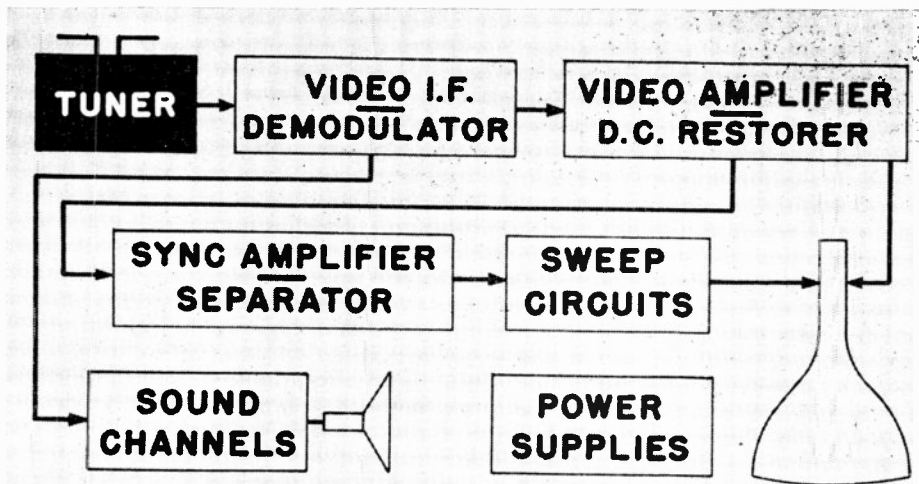 TUNER
VIDEO I.F.
DEMODULATOR
VIDEO AMPLIFIER
D.C. RESTORER
SYNC AMPLIFIER
SEPARATOR
SWEEP
CIRCUITS
SOUND
CHANNELS
POWER
SUPPLIES